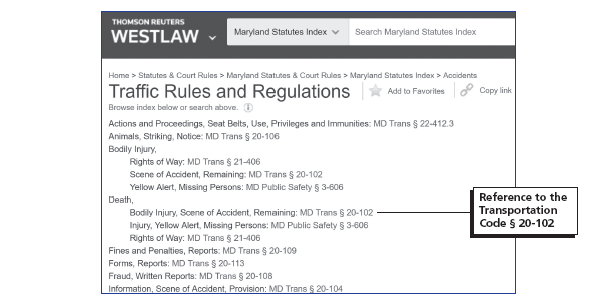 THOMSON REUTERS
WESTLAW
Maryland Statutes Index
Search Maryland Statutes Index
Home > Statutes & Court Rules > Maryland Statutes & Court Rules > Maryland Statutes Index > Accidents
Traffic Rules and Regulations
Add to Favorites
Copy link
Browse index below or search above.
Actions and Proceedings, Seat Belts, Use, Privileges and Immunities: MD Trans § 22-412.3
Animals, Striking, Notice: MD Trans § 20-106
Bodily Injury,
Rights of Way: MD Trans § 21-406
Scene of Accident, Remaining: MD Trans § 20-102
Yellow Alert, Missing Persons: MD Public Safety § 3-606
Death,
Bodily Injury, Scene of Accident, Remaining: MD Trans § 20-102
Injury, Yellow Alert, Missing Persons: MD Public Safety § 3-606
Rights of Way: MD Trans § 21-406
Fines and Penalties, Reports: MD Trans § 20-109
Forms, Reports: MD Trans § 20-113
Fraud, Written Reports: MD Trans § 20-108
Information, Scene of Accident, Provision: MD Trans § 20-104
Reference to the
Transportation
Code § 20-102